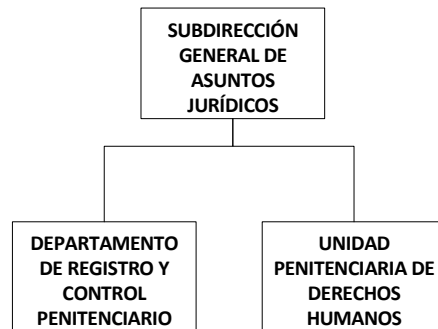 SUBDIRECCIÓN
GENERAL DE
ASUNTOS
JURÍDICOS
DEPARTAMENTO
DE REGISTRO Y
CONTROL
PENITENCIARIO
UNIDAD
PENITENCIARIA DE
DERECHOS
HUMANOS